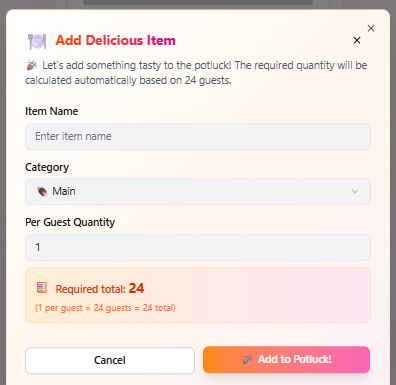 Add Delicious Item
🎉 Let's add something tasty to the potluck! The required quantity will be
calculated automatically based on 24 guests.
Item Name
Enter item name
Category
🍖 Main
Per Guest Quantity
1
🧮 Required total: 24
(1 per guest × 24 guests = 24 total)
Cancel
🎉 Add to Potluck!